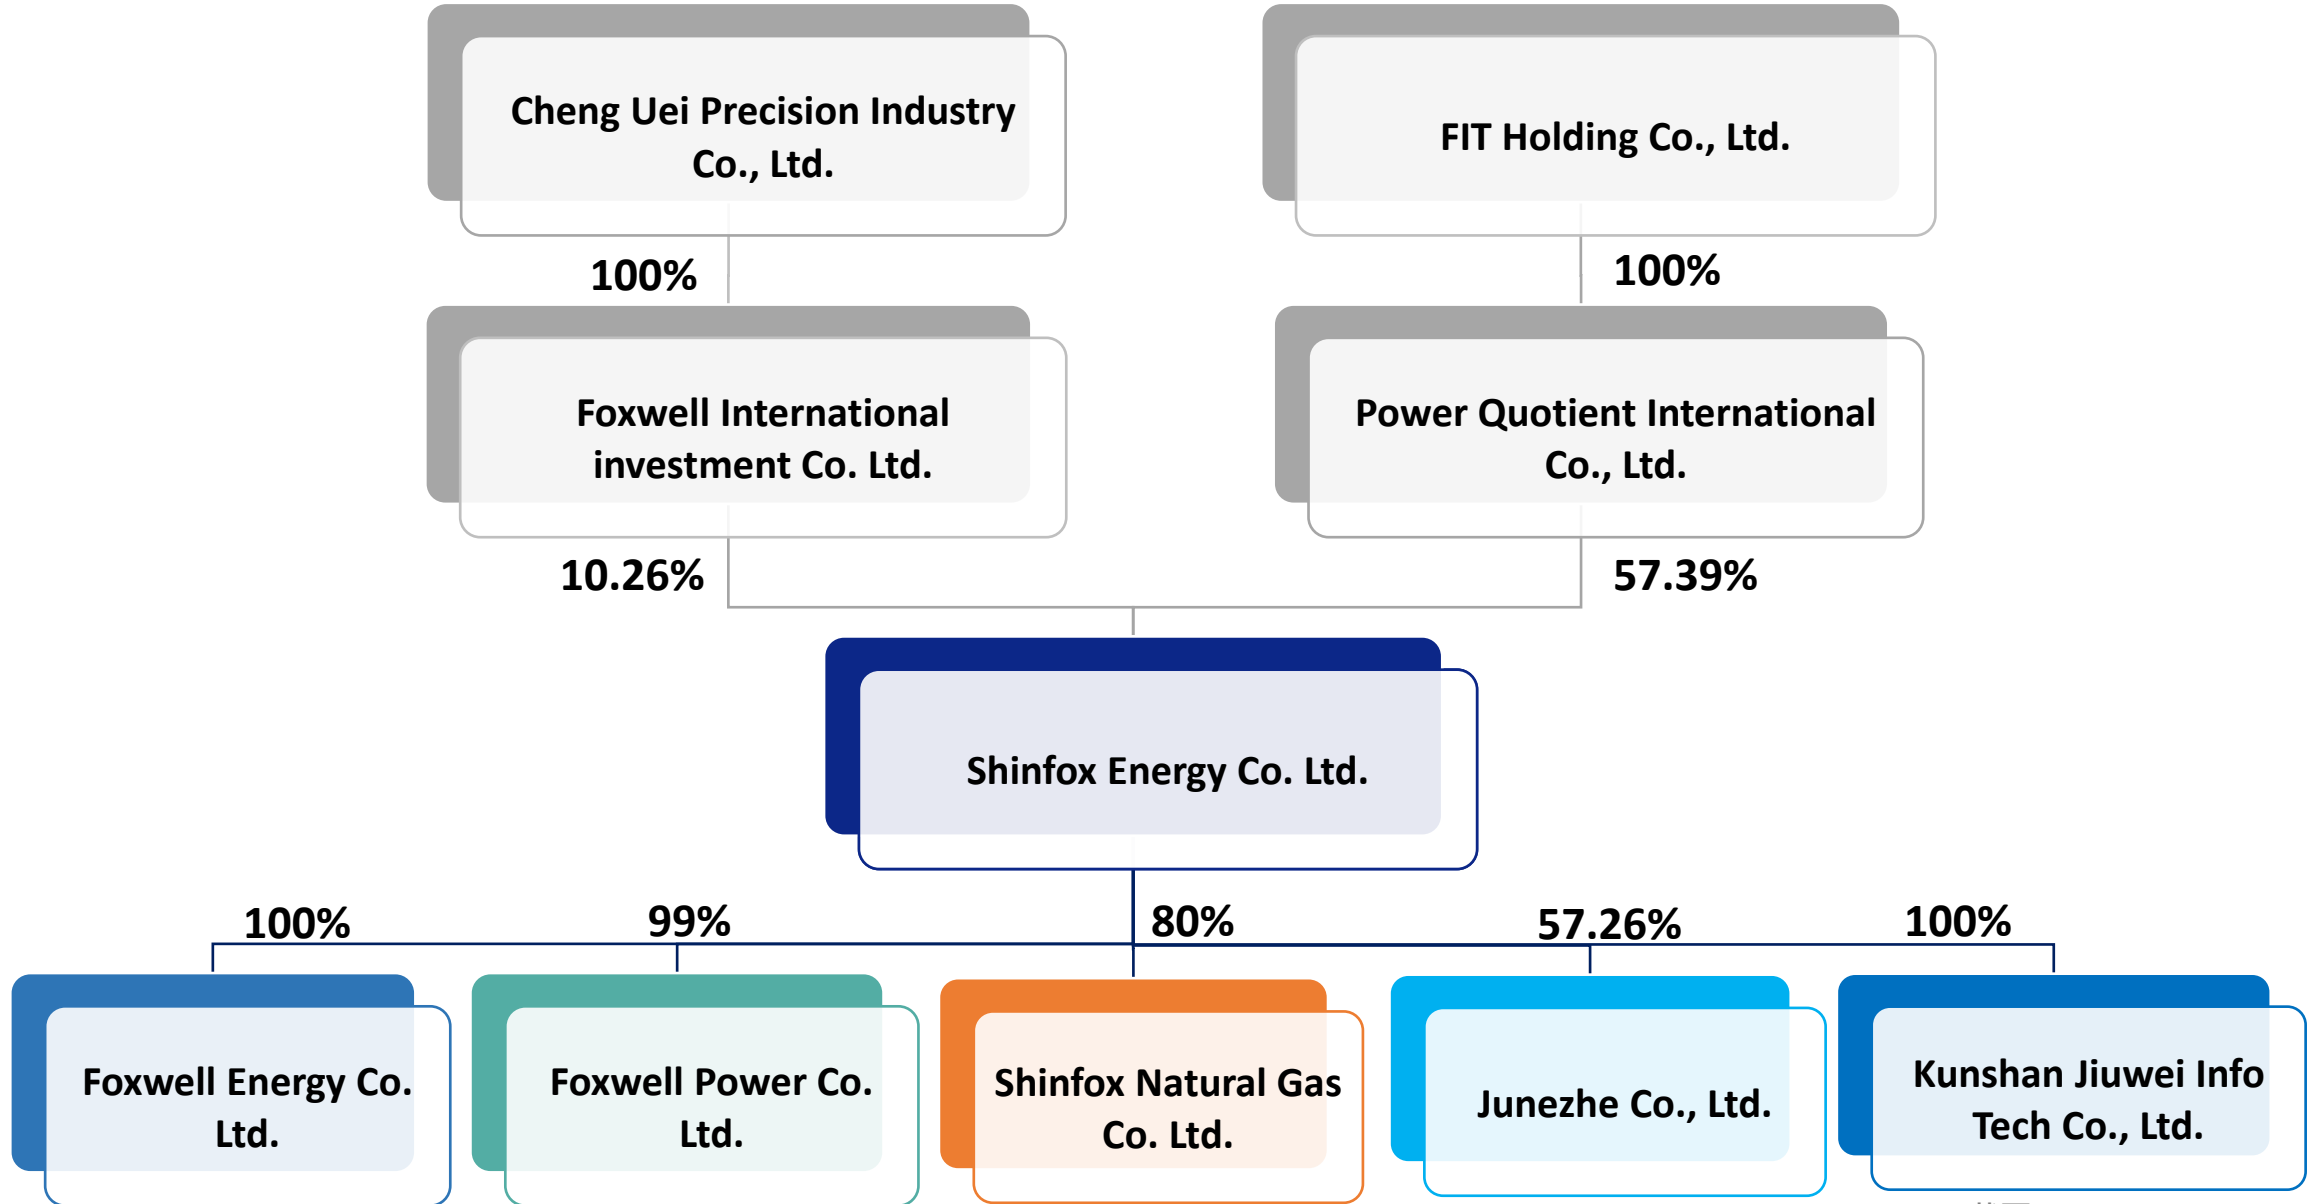 Cheng Uei Precision Industry
Co., Ltd.
FIT Holding Co., Ltd.
100%
100%
Foxwell International
investment Co. Ltd.
Power Quotient International
Co., Ltd.
10.26%
57.39%
Shinfox Energy Co. Ltd.
100%
99%
80%
57.26%
100%
Foxwell Energy Co.
Ltd.
Foxwell Power Co.
Ltd.
Shinfox Natural Gas
Co. Ltd.
Junezhe Co., Ltd.
Kunshan Jiuwei Info
Tech Co., Ltd.